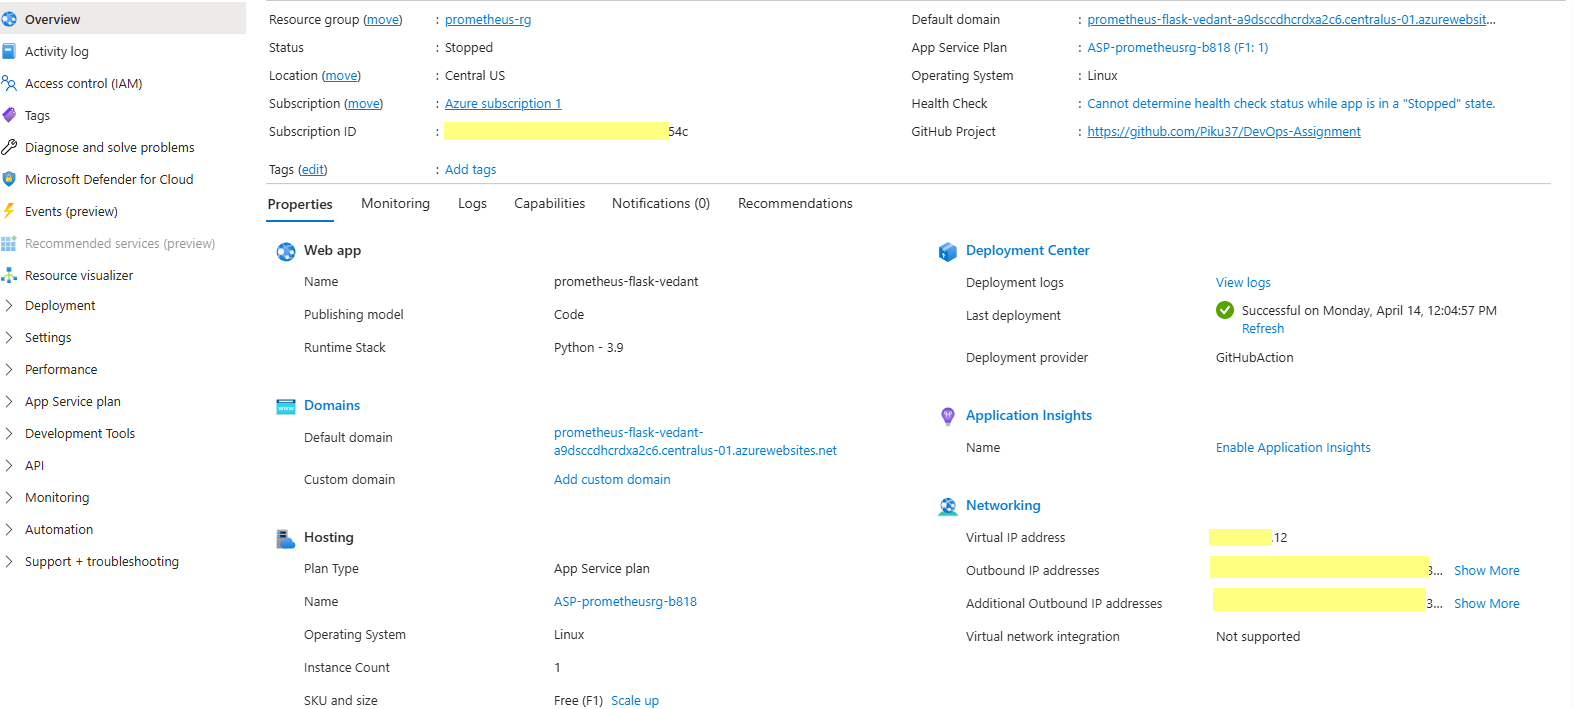 Overview
Activity log
Access control (IAM)
Tags
Diagnose and solve problems
Microsoft Defender for Cloud
Events (preview)
Recommended services (preview)
Resource visualizer
Deployment
Settings
Performance
App Service plan
Development Tools
API
Monitoring
Automation
Support + troubleshooting
Resource group (move) : prometheus-rg
Status : Stopped
Location (move) : Central US
Subscription (move) : Azure subscription 1
Subscription ID : 54c
Tags (edit) : Add tags
Default domain : prometheus-flask-vedant-a9dsccdhcrdxa2c6.centralus-01.azurewebsit...
App Service Plan : ASP-prometheusrg-b818 (F1: 1)
Operating System : Linux
Health Check : Cannot determine health check status while app is in a "Stopped" state.
GitHub Project : https://github.com/Piku37/DevOps-Assignment
Properties Monitoring Logs Capabilities Notifications (0) Recommendations
Web app
Name prometheus-flask-vedant
Publishing model Code
Runtime Stack Python - 3.9
Domains
Default domain prometheus-flask-vedant-
a9dsccdhcrdxa2c6.centralus-01.azurewebsites.net
Custom domain Add custom domain
Hosting
Plan Type App Service plan
Name ASP-prometheusrg-b818
Operating System Linux
Instance Count 1
SKU and size Free (F1) Scale up
Deployment Center
Deployment logs View logs
Last deployment Successful on Monday, April 14, 12:04:57 PM
Refresh
Deployment provider GitHubAction
Application Insights
Name Enable Application Insights
Networking
Virtual IP address .12
Outbound IP addresses 3... Show More
Additional Outbound IP addresses 3... Show More
Virtual network integration Not supported